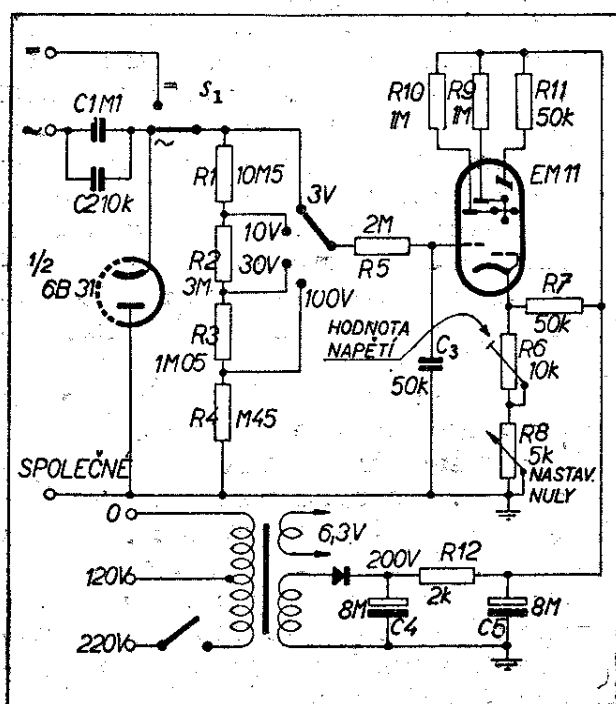 =
= S1
C1M1
~
~
C210k
R1 10M5
3V
10V
R2
3M
30V
R3
1M05
100V
R4 M45
2M
R5
R10
1M
R9
1M
R11
50k
EM11
1/2
6B31
HODNOTA
NAPĚTÍ
C3
50k
R7
50k
R6
10k
R8
5k
NASTAV.
NULY
SPOLEČNÉ
0
120V
220V
6,3V
200V
R12
2k
8M
C4
C5
8M